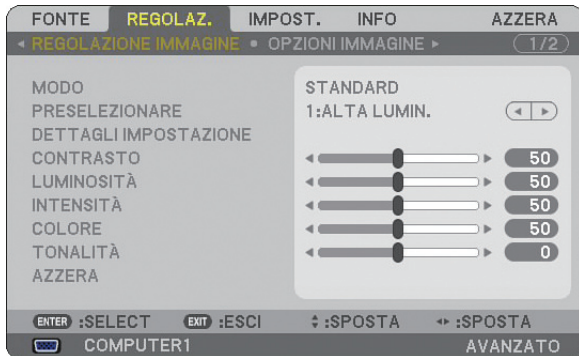 FONTE REGOLAZ. IMPOST. INFO AZZERA
REGOLAZIONE IMMAGINE OPZIONI IMMAGINE 1/2
MODO STANDARD
PRESELEZIONARE 1:ALTA LUMIN.
DETTAGLI IMPOSTAZIONE
CONTRASTO 50
LUMINOSITÀ 50
INTENSITÀ 50
COLORE 50
TONALITÀ 0
AZZERA
ENTER :SELECT EXIT :ESCI :SPOSTA :SPOSTA
COMPUTER1 AVANZATO